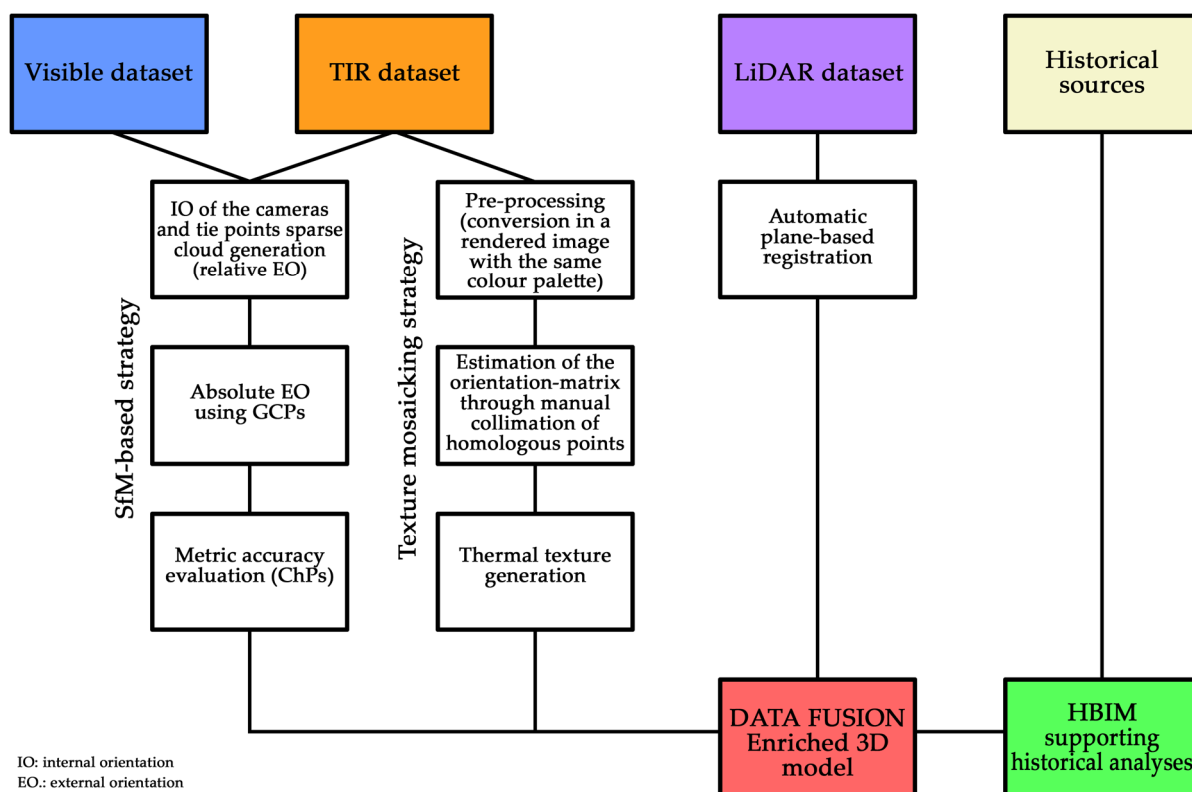 Visible dataset
TIR dataset
LiDAR dataset
Historical
sources
IO of the cameras
and tie points sparse
cloud generation
(relative EO)
Pre-processing
(conversion in a
rendered image
with the same
colour palette)
Automatic
plane-based
registration
SfM-based strategy
Absolute EO
using GCPs
Texture mosaicking strategy
Estimation of the
orientation-matrix
through manual
collimation of
homologous points
Metric accuracy
evaluation (ChPs)
Thermal texture
generation
DATA FUSION
Enriched 3D
model
HBIM
supporting
historical analyses
IO: internal orientation
EO.: external orientation